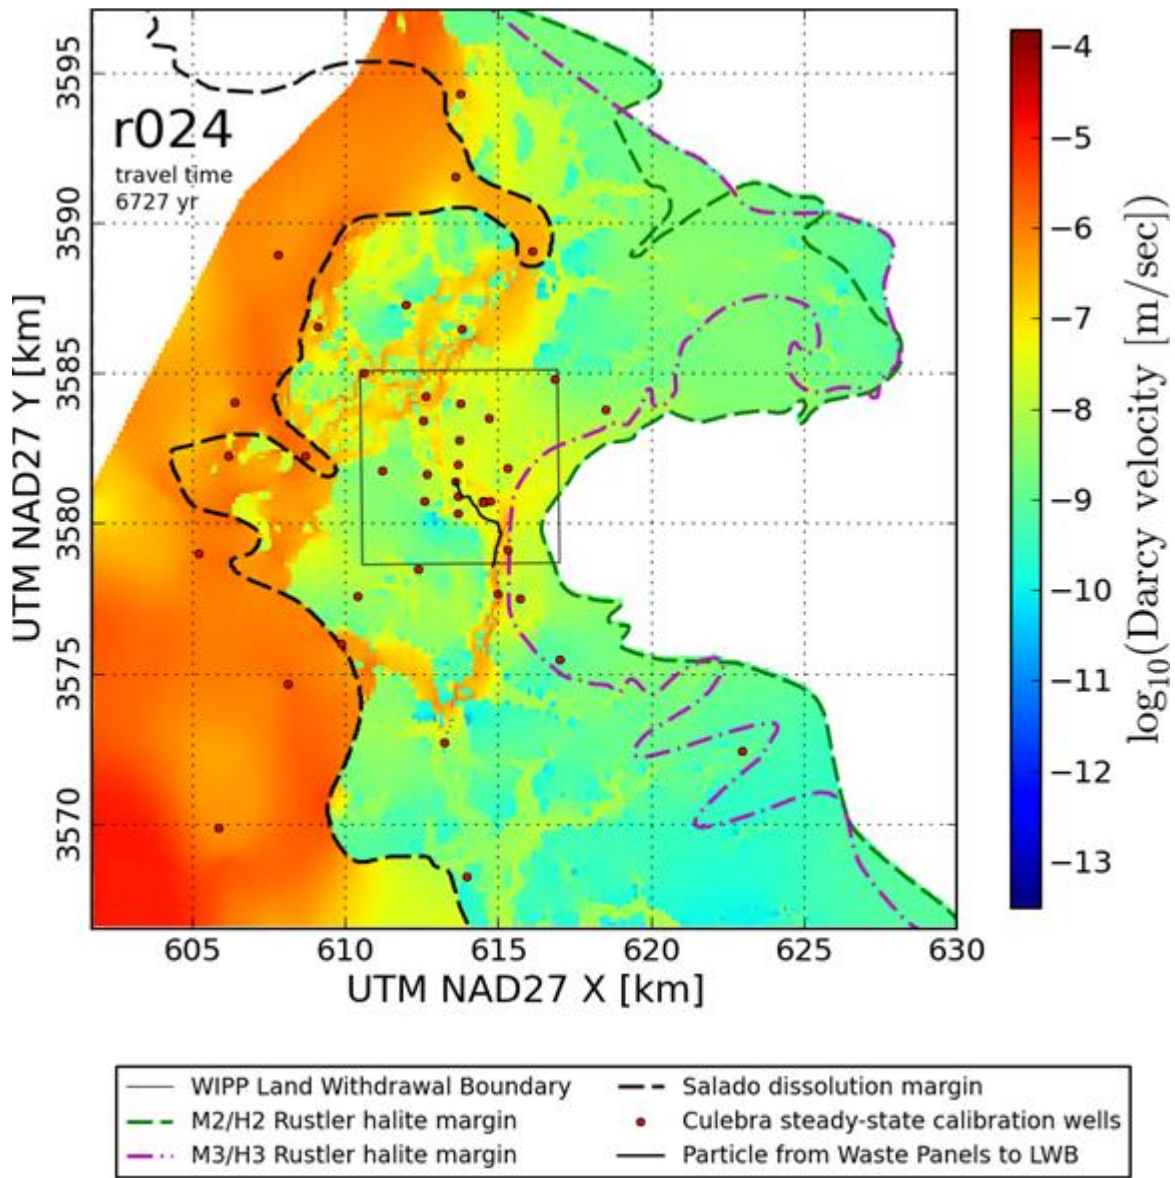 r024
travel time
6727 yr
3595
3590
3585
3580
3575
3570
UTM NAD27 Y [km]
605
610
615
620
625
630
UTM NAD27 X [km]
−4
−5
−6
−7
−8
−9
−10
−11
−12
−13
log10(Darcy velocity [m/sec])
WIPP Land Withdrawal Boundary
M2/H2 Rustler halite margin
M3/H3 Rustler halite margin
Salado dissolution margin
Culebra steady-state calibration wells
Particle from Waste Panels to LWB